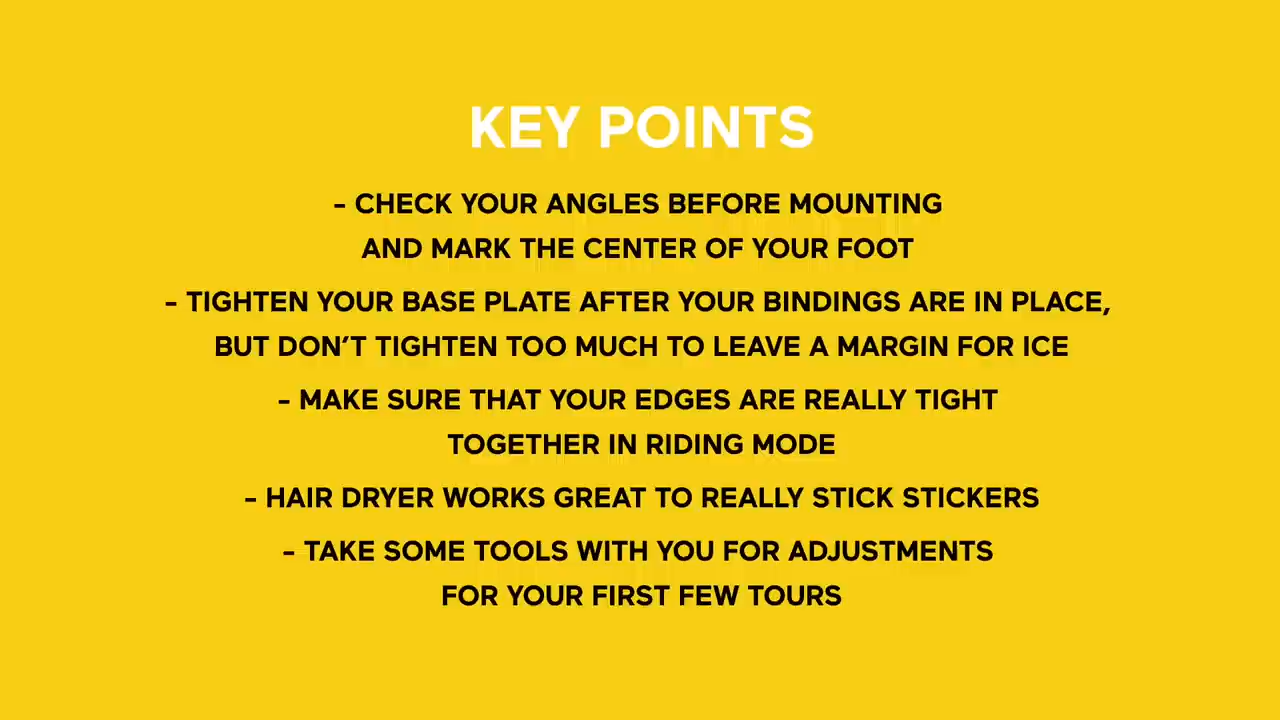 KEY POINTS
- CHECK YOUR ANGLES BEFORE MOUNTING
AND MARK THE CENTER OF YOUR FOOT
- TIGHTEN YOUR BASE PLATE AFTER YOUR BINDINGS ARE IN PLACE,
BUT DON'T TIGHTEN TOO MUCH TO LEAVE A MARGIN FOR ICE
- MAKE SURE THAT YOUR EDGES ARE REALLY TIGHT
TOGETHER IN RIDING MODE
- HAIR DRYER WORKS GREAT TO REALLY STICK STICKERS
- TAKE SOME TOOLS WITH YOU FOR ADJUSTMENTS
FOR YOUR FIRST FEW TOURS